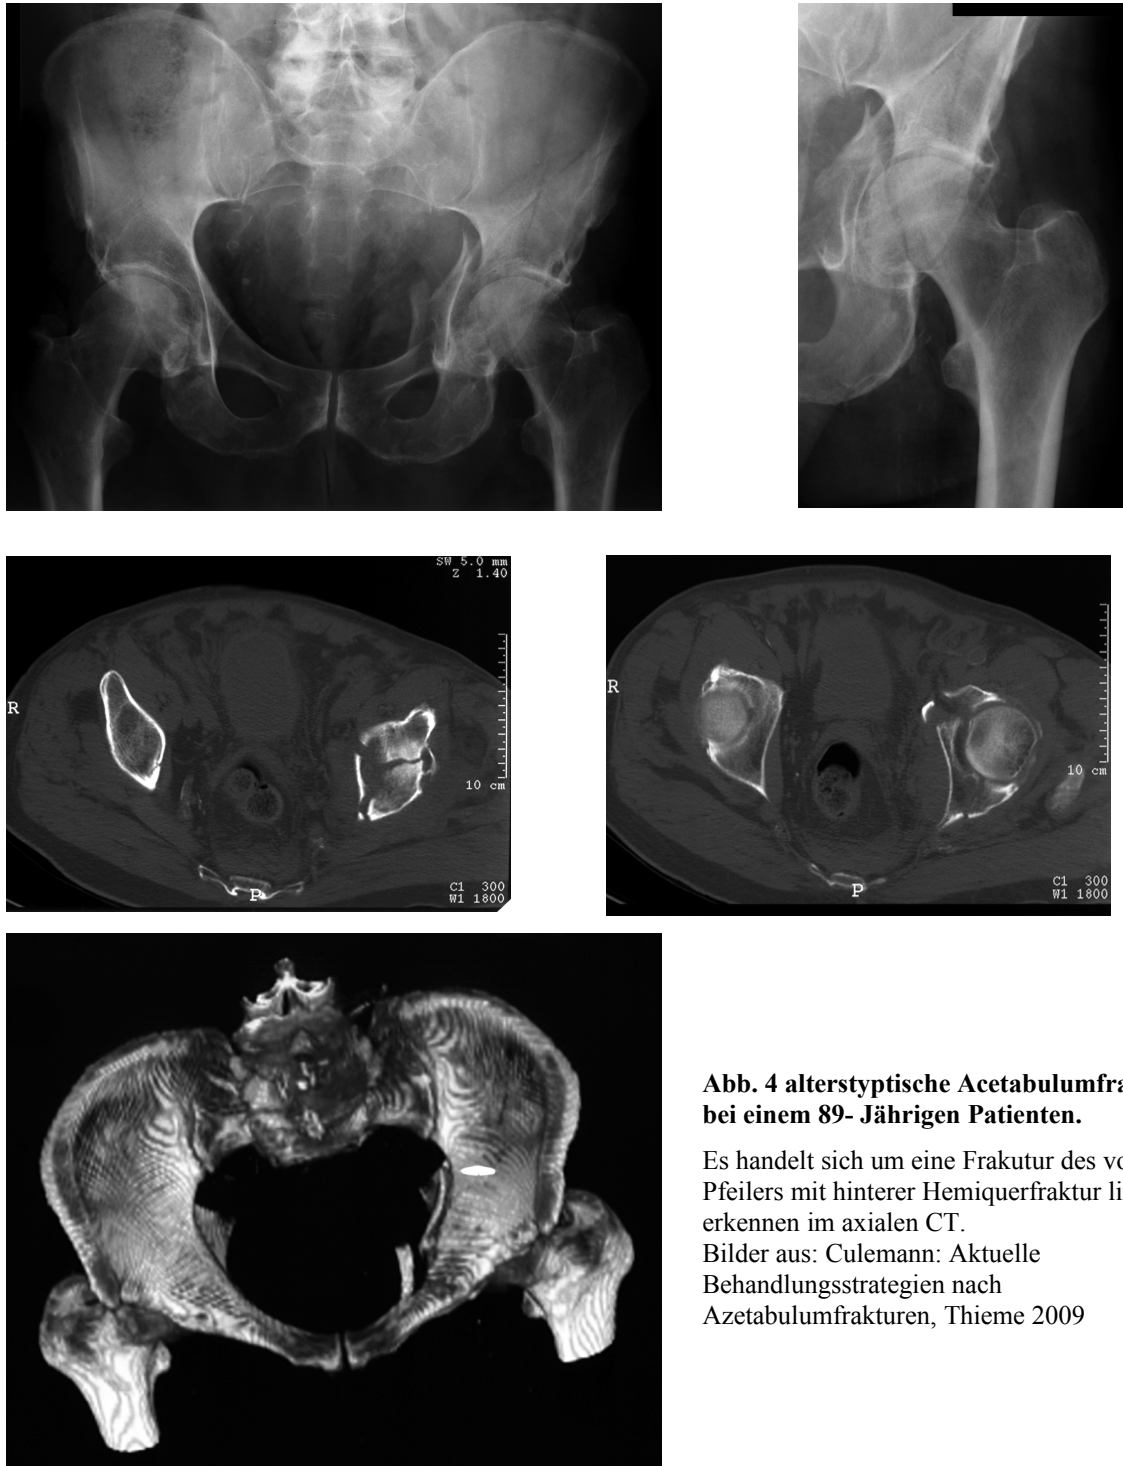 SW 5.0 mm
Z 1.40
R
10 cm
C1 300
W1 1800
P
R
10 cm
C1 300
W1 1800
P
Abb. 4 alterstyptische Acetabulumfra
bei einem 89- Jährigen Patienten.
Es handelt sich um eine Frakutur des vo
Pfeilers mit hinterer Hemiquerfraktur li
erkennen im axialen CT.
Bilder aus: Culemann: Aktuelle
Behandlungsstrategien nach
Azetabulumfrakturen, Thieme 2009